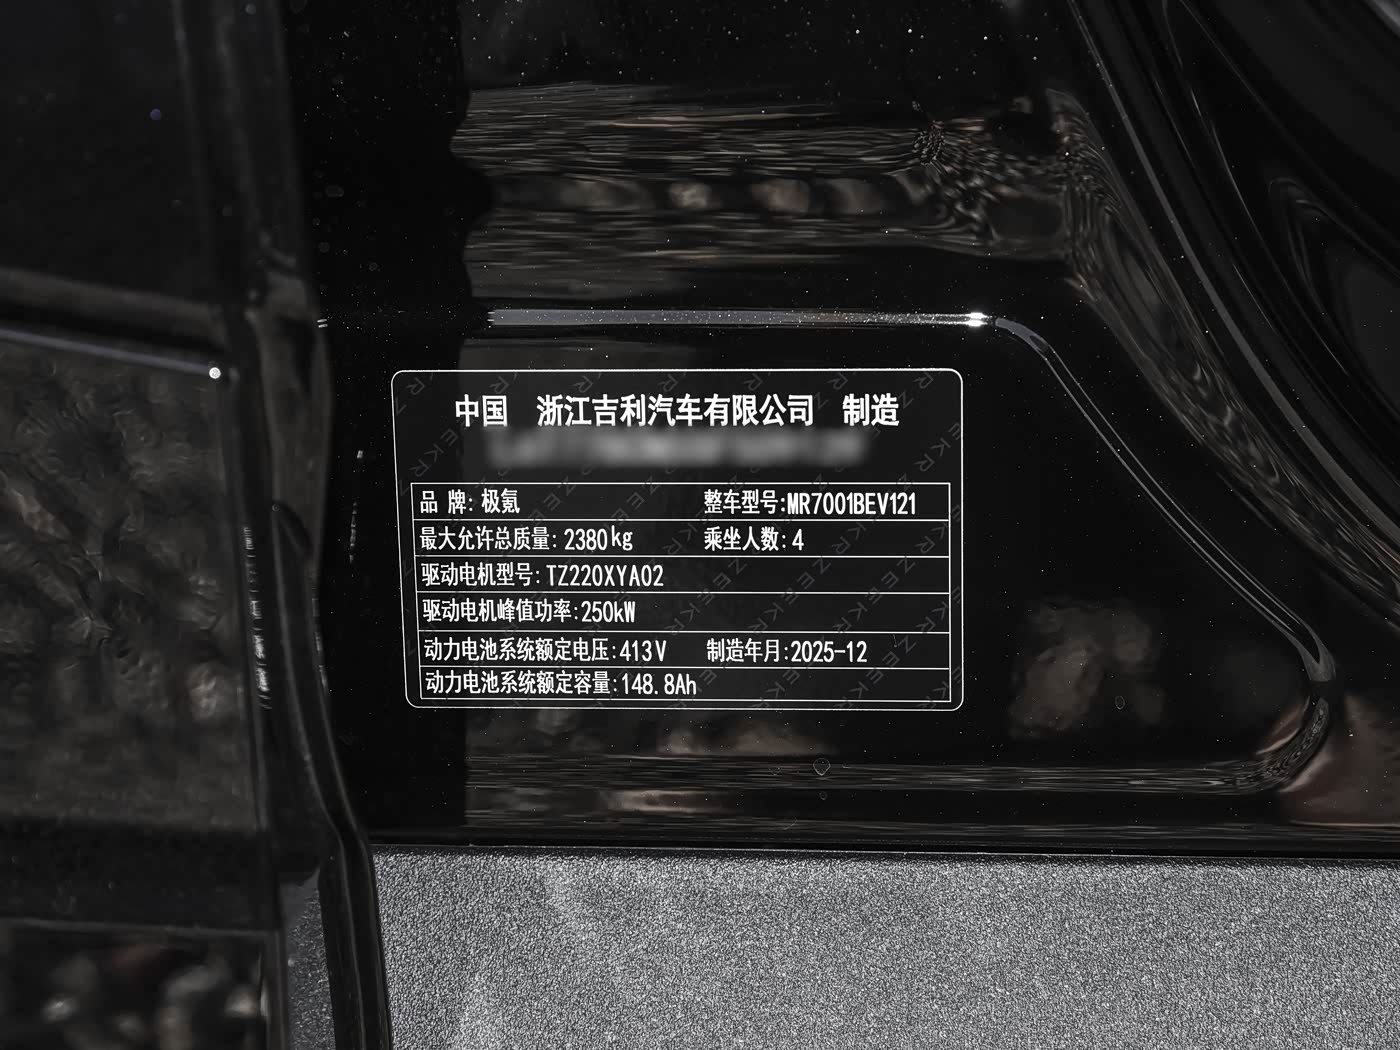 中国 浙江吉利汽车有限公司 制造
品 牌: 极氪 整车型号:MR7001BEV121
最大允许总质量: 2380kg 乘坐人数: 4
驱动电机型号: TZ220XYA02
驱动电机峰值功率:250kW
动力电池系统额定电压:413V 制造年月:2025-12
动力电池系统额定容量:148.8Ah